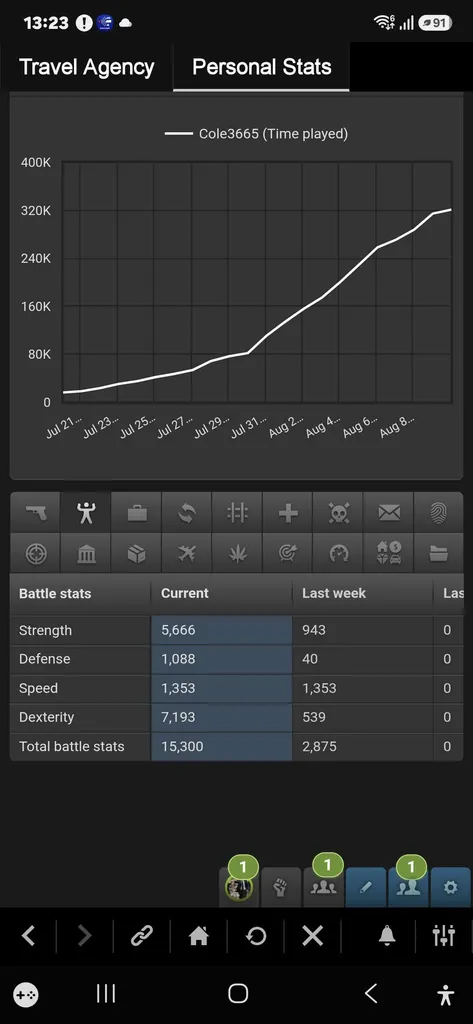 13:23
6
91
Travel Agency
Personal Stats
Cole3665 (Time played)
400K
320K
240K
160K
80K
0
Jul 21...
Jul 23...
Jul 25...
Jul 27...
Jul 29...
Jul 31...
Aug 2...
Aug 4...
Aug 6...
Aug 8...
Battle stats Current Last week Las
Strength 5,666 943 0
Defense 1,088 40 0
Speed 1,353 1,353 0
Dexterity 7,193 539 0
Total battle stats 15,300 2,875 0
1 1 1